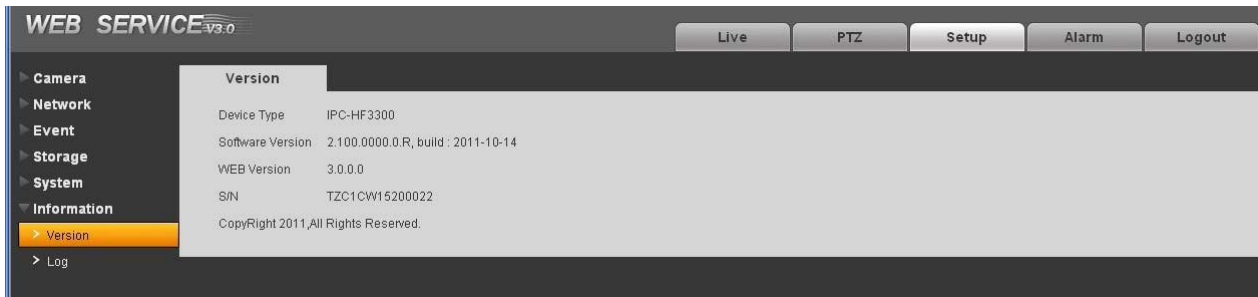 WEB SERVICE V3.0
Live PTZ Setup Alarm Logout
Camera
Network
Event
Storage
System
Information
> Version
> Log
Version
Device Type IPC-HF3300
Software Version 2.100.0000.0.R, build : 2011-10-14
WEB Version 3.0.0.0
S/N TZC1CW15200022
CopyRight 2011,All Rights Reserved.